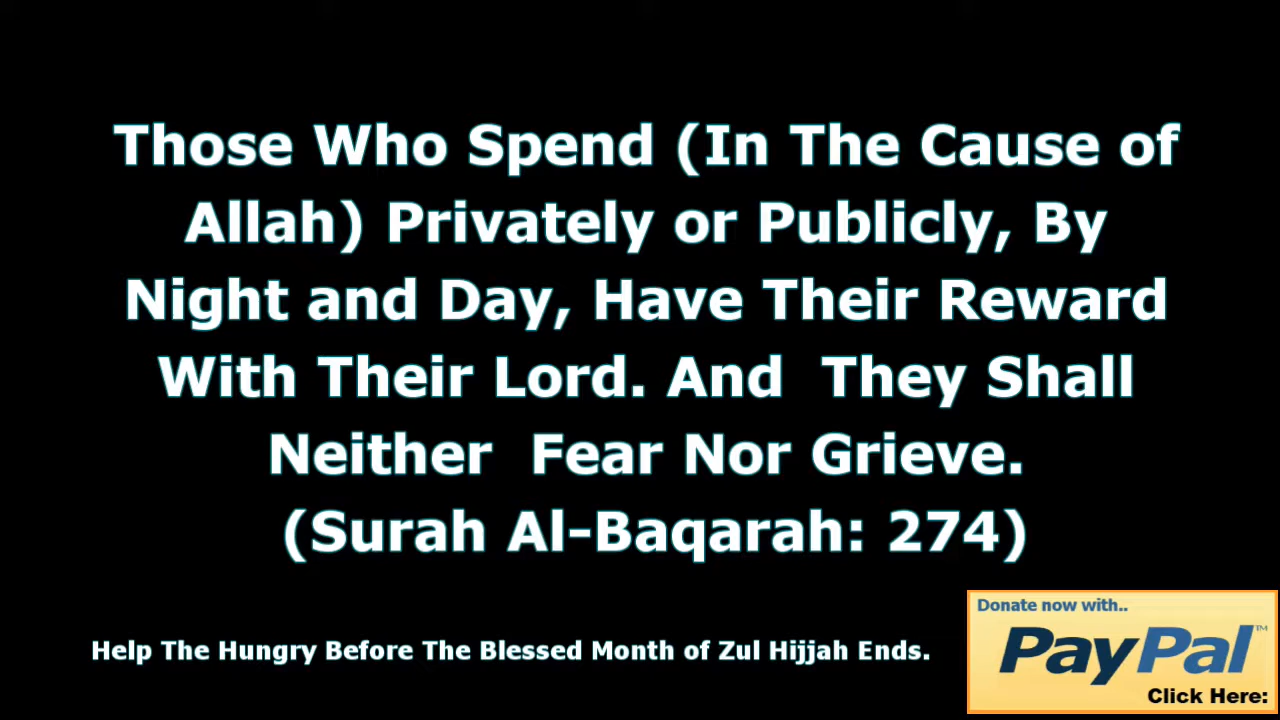 Those Who Spend (In The Cause of
Allah) Privately or Publicly, By
Night and Day, Have Their Reward
With Their Lord. And They Shall
Neither Fear Nor Grieve.
(Surah Al-Baqarah: 274)
Help The Hungry Before The Blessed Month of Zul Hijjah Ends.
Donate now with..
PayPal™
Click Here: